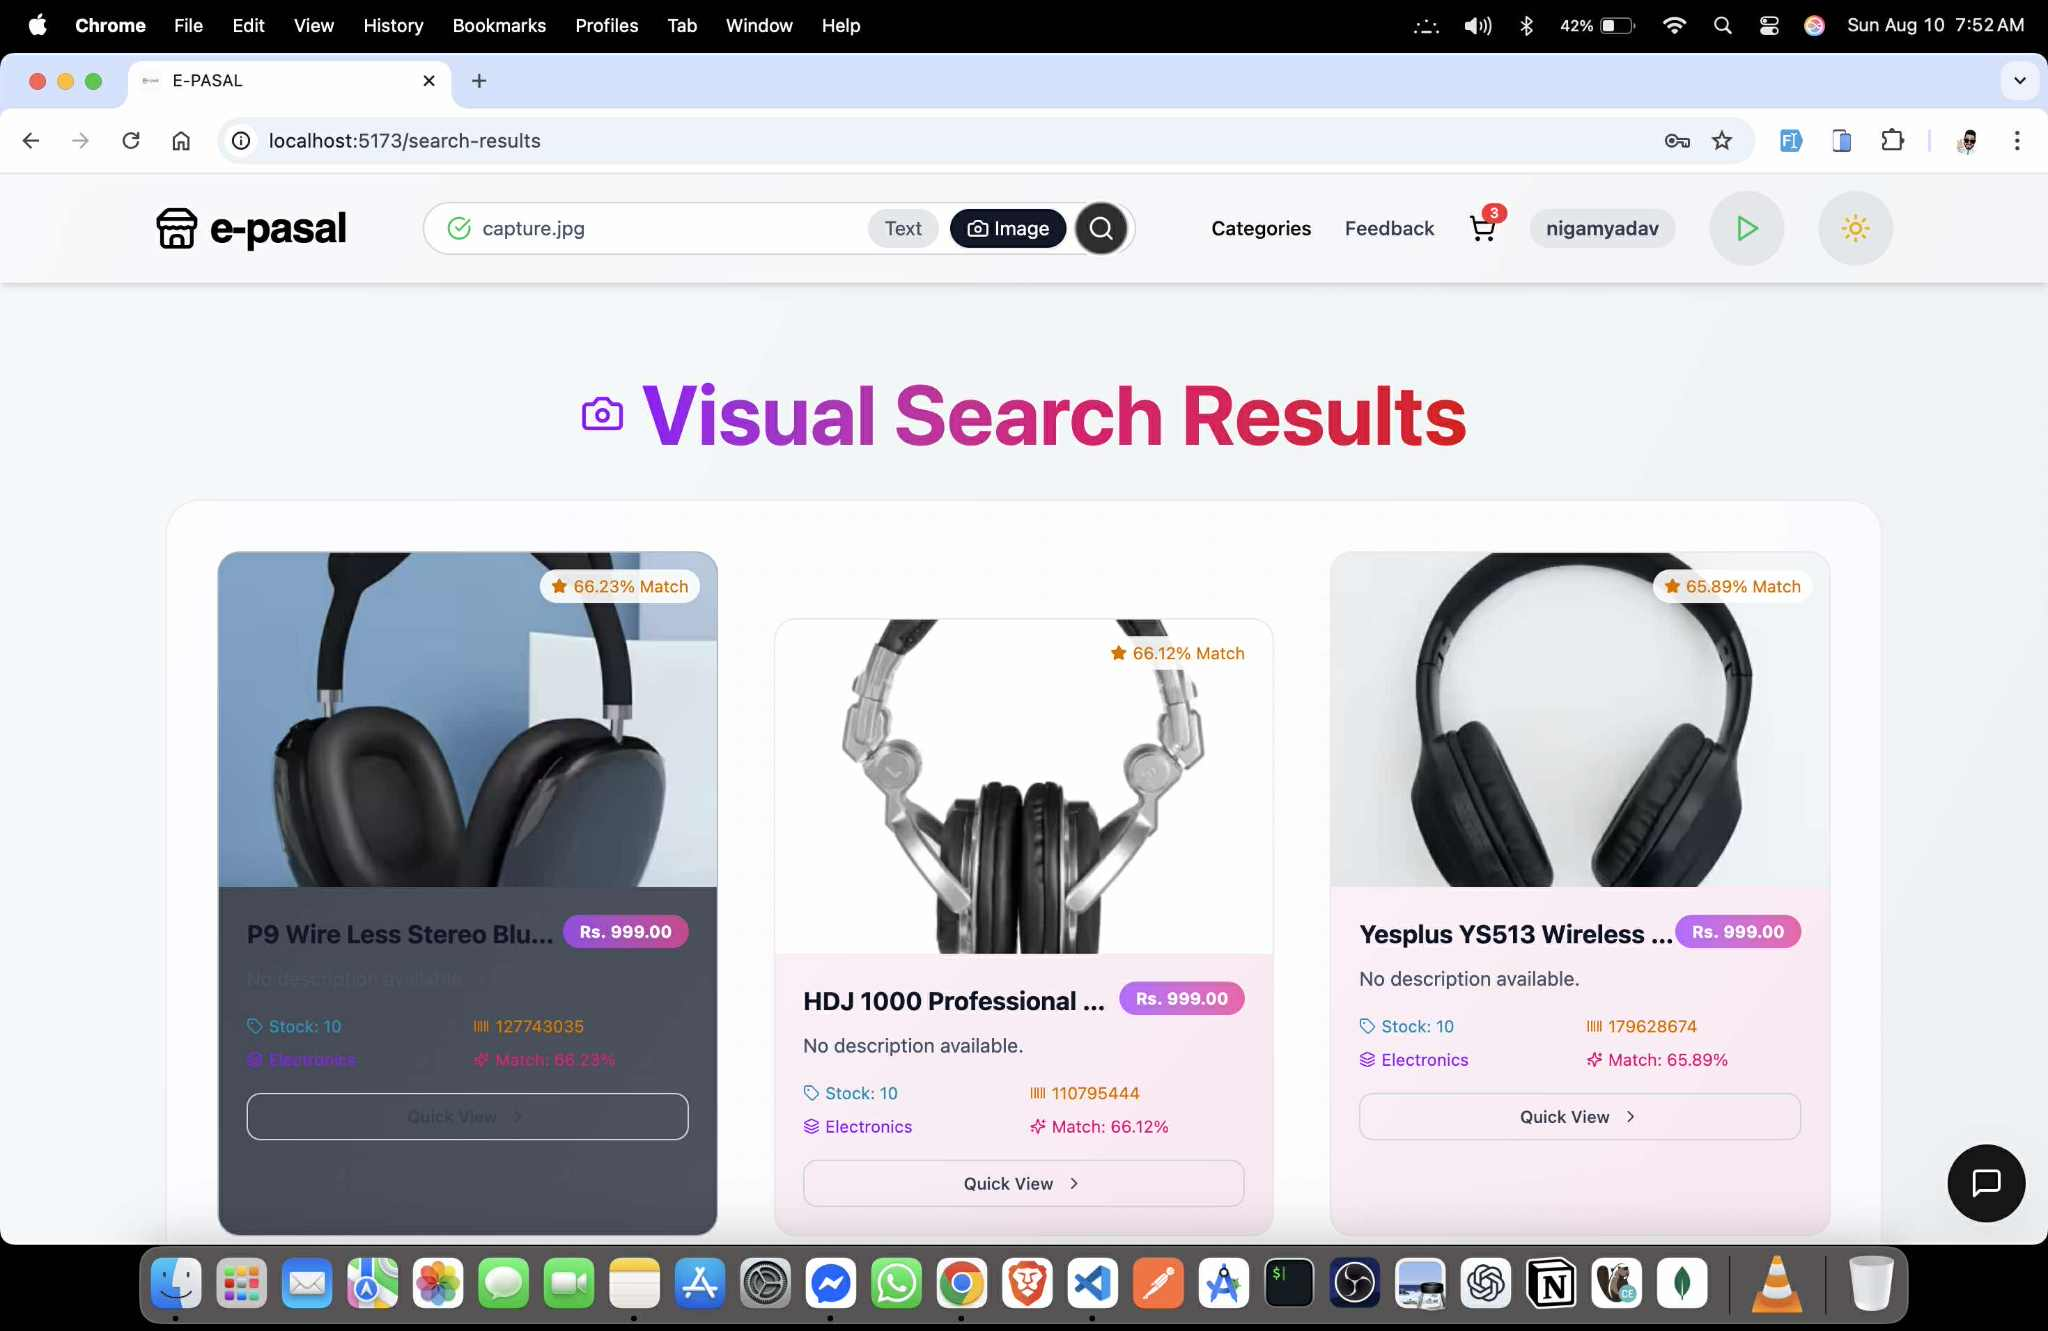 Chrome File Edit View History Bookmarks Profiles Tab Window Help 42% Sun Aug 10 7:52 AM
E-PASAL
localhost:5173/search-results
e-pasal capture.jpg Text Image Categories Feedback 3 nigamyadav
Visual Search Results
66.23% Match
P9 Wire Less Stereo Blu... Rs. 999.00
No description available.
Stock: 10 127743035
Electronics Match: 66.23%
Quick View
66.12% Match
HDJ 1000 Professional ... Rs. 999.00
No description available.
Stock: 10 110795444
Electronics Match: 66.12%
Quick View
65.89% Match
Yesplus YS513 Wireless ... Rs. 999.00
No description available.
Stock: 10 179628674
Electronics Match: 65.89%
Quick View